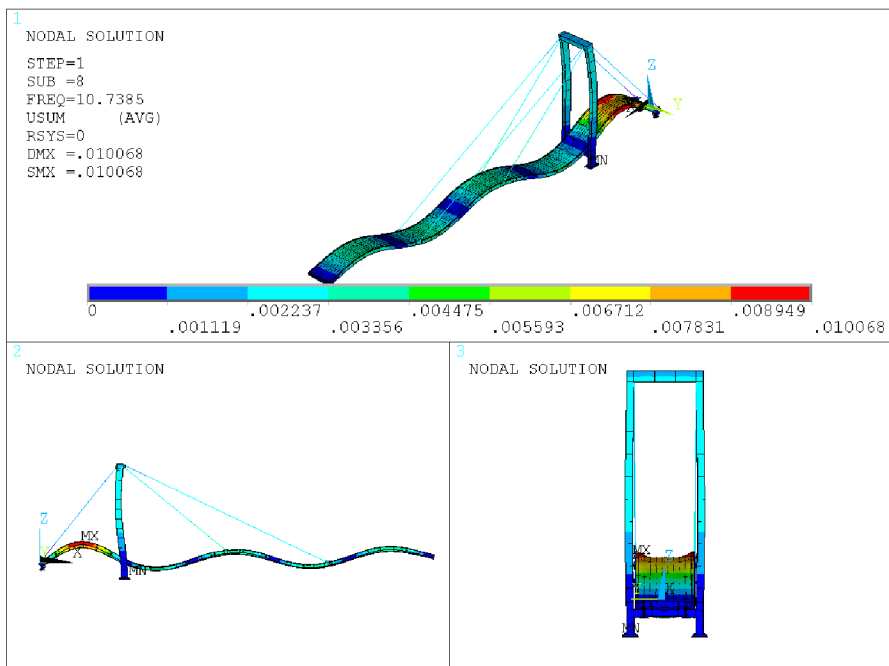 1
NODAL SOLUTION
STEP=1
SUB =8
FREQ=10.7385
USUM (AVG)
RSYS=0
DMX =.010068
SMX =.010068
Z
Y
MN
0 .002237 .004475 .006712 .008949
.001119 .003356 .005593 .007831 .010068
2
NODAL SOLUTION
Z
MX
Y
X
MN
3
NODAL SOLUTION
MX
Z
Y X
MN